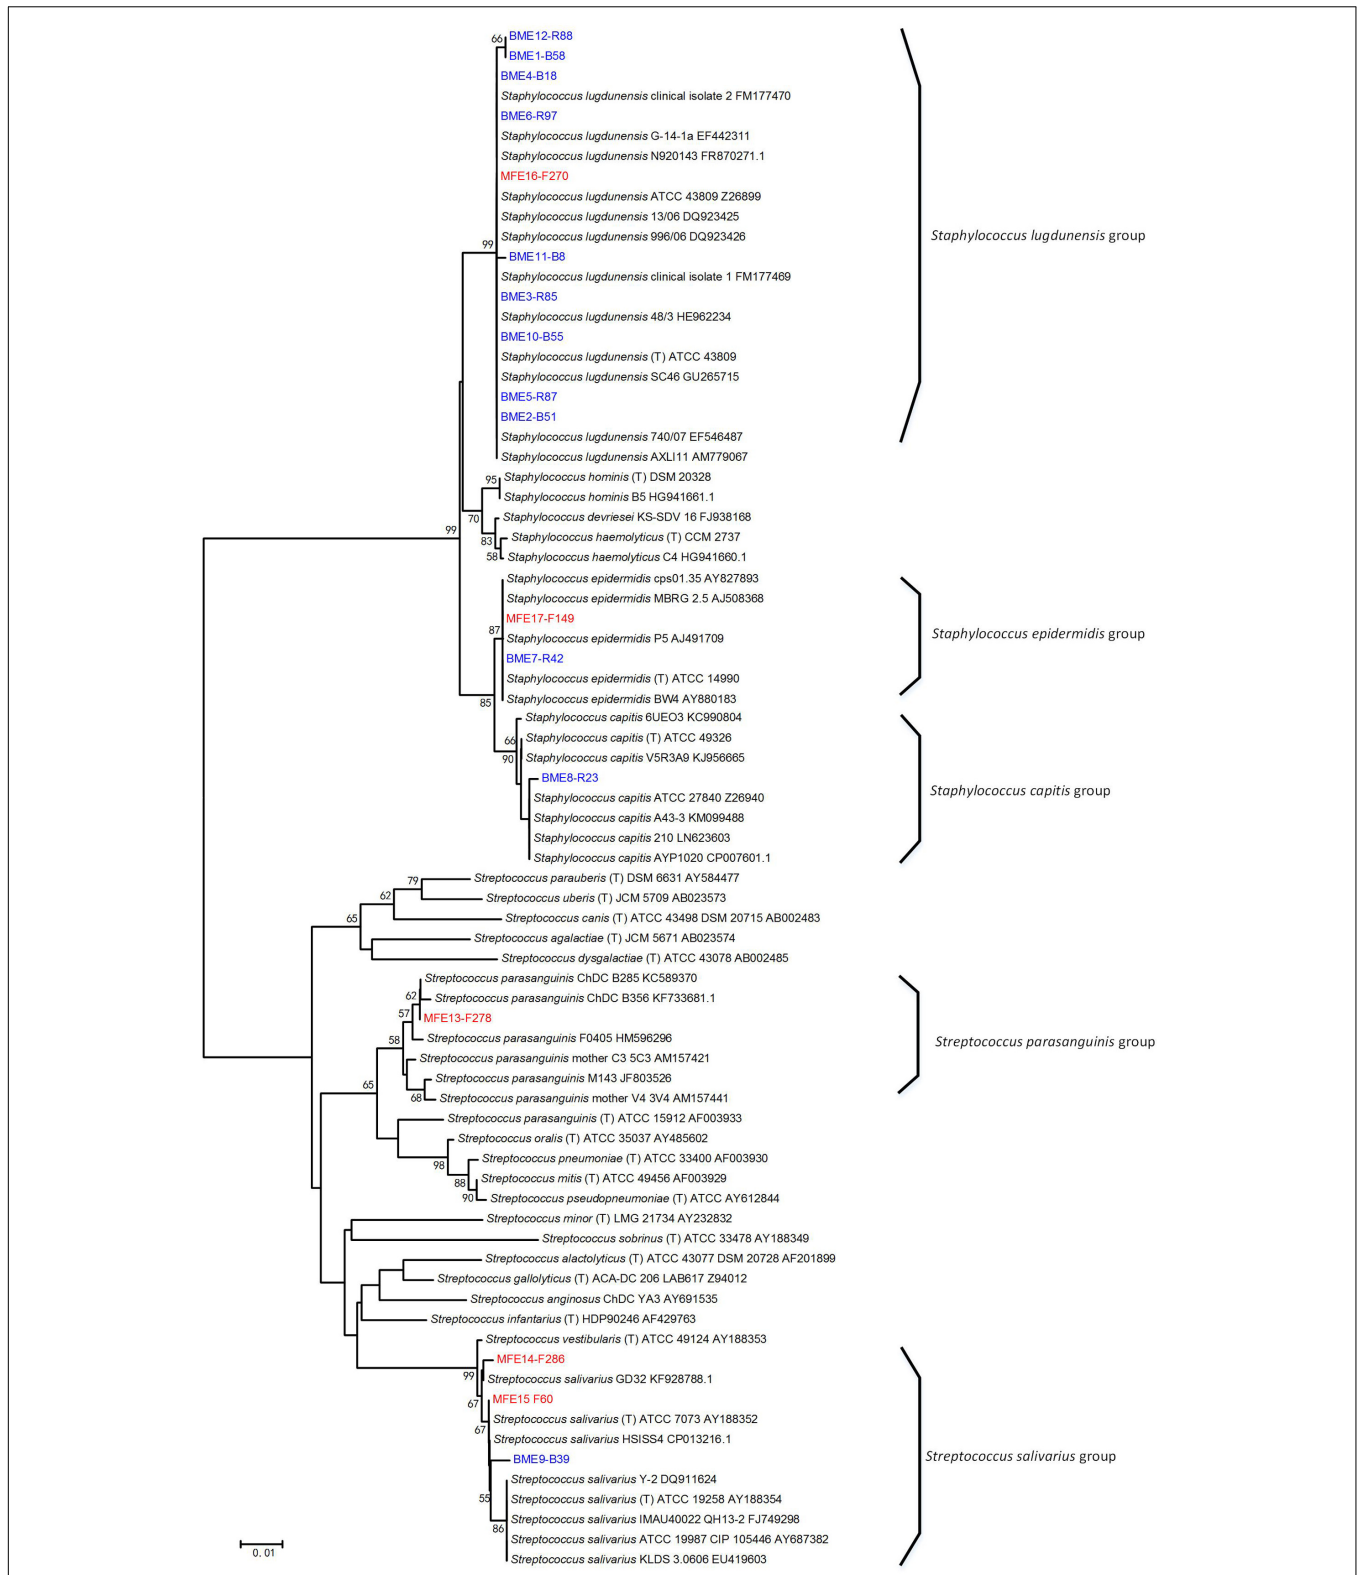 66
BME12-R88
BME1-B58
BME4-B18
Staphylococcus lugdunensis clinical isolate 2 FM177470
BME6-R97
Staphylococcus lugdunensis G-14-1a EF442311
Staphylococcus lugdunensis N920143 FR870271.1
MFE16-F270
Staphylococcus lugdunensis ATCC 43809 Z26899
Staphylococcus lugdunensis 13/06 DQ923425
Staphylococcus lugdunensis 996/06 DQ923426
Staphylococcus lugdunensis group
99
BME11-B8
Staphylococcus lugdunensis clinical isolate 1 FM177469
BME3-R85
Staphylococcus lugdunensis 48/3 HE962234
BME10-B55
Staphylococcus lugdunensis (T) ATCC 43809
Staphylococcus lugdunensis SC46 GU265715
BME5-R87
BME2-B51
Staphylococcus lugdunensis 740/07 EF546487
Staphylococcus lugdunensis AXLI11 AM779067
95
Staphylococcus hominis (T) DSM 20328
Staphylococcus hominis B5 HG941661.1
70
Staphylococcus devriesei KS-SDV 16 FJ938168
99
83
Staphylococcus haemolyticus (T) CCM 2737
58
Staphylococcus haemolyticus C4 HG941660.1
Staphylococcus epidermidis cps01.35 AY827893
Staphylococcus epidermidis MBRG 2.5 AJ508368
MFE17-F149
87
Staphylococcus epidermidis P5 AJ491709
Staphylococcus epidermidis group
BME7-R42
Staphylococcus epidermidis (T) ATCC 14990
85
Staphylococcus epidermidis BW4 AY880183
Staphylococcus capitis 6UEO3 KC990804
66
Staphylococcus capitis (T) ATCC 49326
90
Staphylococcus capitis V5R3A9 KJ956665
BME8-R23
Staphylococcus capitis group
Staphylococcus capitis ATCC 27840 Z26940
Staphylococcus capitis A43-3 KM099488
Staphylococcus capitis 210 LN623603
Staphylococcus capitis AYP1020 CP007601.1
79
Streptococcus parauberis (T) DSM 6631 AY584477
62
Streptococcus uberis (T) JCM 5709 AB023573
65
Streptococcus canis (T) ATCC 43498 DSM 20715 AB002483
Streptococcus agalactiae (T) JCM 5671 AB023574
Streptococcus dysgalactiae (T) ATCC 43078 AB002485
Streptococcus parasanguinis ChDC B285 KC589370
62
Streptococcus parasanguinis ChDC B356 KF733681.1
57
MFE13-F278
58
Streptococcus parasanguinis F0405 HM596296
Streptococcus parasanguinis group
Streptococcus parasanguinis mother C3 5C3 AM157421
65
Streptococcus parasanguinis M143 JF803526
68
Streptococcus parasanguinis mother V4 3V4 AM157441
Streptococcus parasanguinis (T) ATCC 15912 AF003933
Streptococcus oralis (T) ATCC 35037 AY485602
98
Streptococcus pneumoniae (T) ATCC 33400 AF003930
88
Streptococcus mitis (T) ATCC 49456 AF003929
90
Streptococcus pseudopneumoniae (T) ATCC AY612844
Streptococcus minor (T) LMG 21734 AY232832
Streptococcus sobrinus (T) ATCC 33478 AY188349
Streptococcus alactolyticus (T) ATCC 43077 DSM 20728 AF201899
Streptococcus gallolyticus (T) ACA-DC 206 LAB617 Z94012
Streptococcus anginosus ChDC YA3 AY691535
Streptococcus infantarius (T) HDP90246 AF429763
Streptococcus vestibularis (T) ATCC 49124 AY188353
MFE14-F286
99
Streptococcus salivarius GD32 KF928788.1
67
MFE15 F60
Streptococcus salivarius (T) ATCC 7073 AY188352
67
Streptococcus salivarius HSISS4 CP013216.1
Streptococcus salivarius group
BME9-B39
Streptococcus salivarius Y-2 DQ911624
55
Streptococcus salivarius (T) ATCC 19258 AY188354
Streptococcus salivarius IMAU40022 QH13-2 FJ749298
86
Streptococcus salivarius ATCC 19987 CIP 105446 AY687382
Streptococcus salivarius KLDS 3.0606 EU419603
0.01